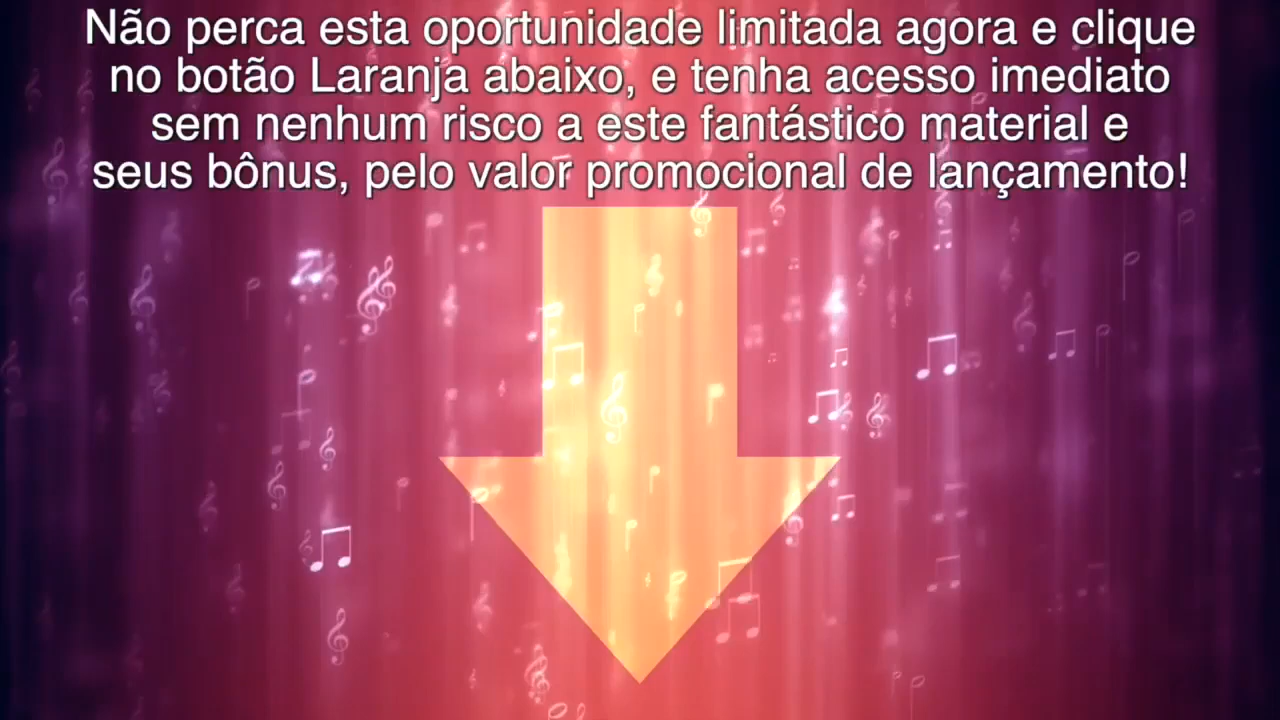 Não perca esta oportunidade limitada agora e clique
no botão Laranja abaixo, e tenha acesso imediato
sem nenhum risco a este fantástico material e
seus bônus, pelo valor promocional de lançamento!